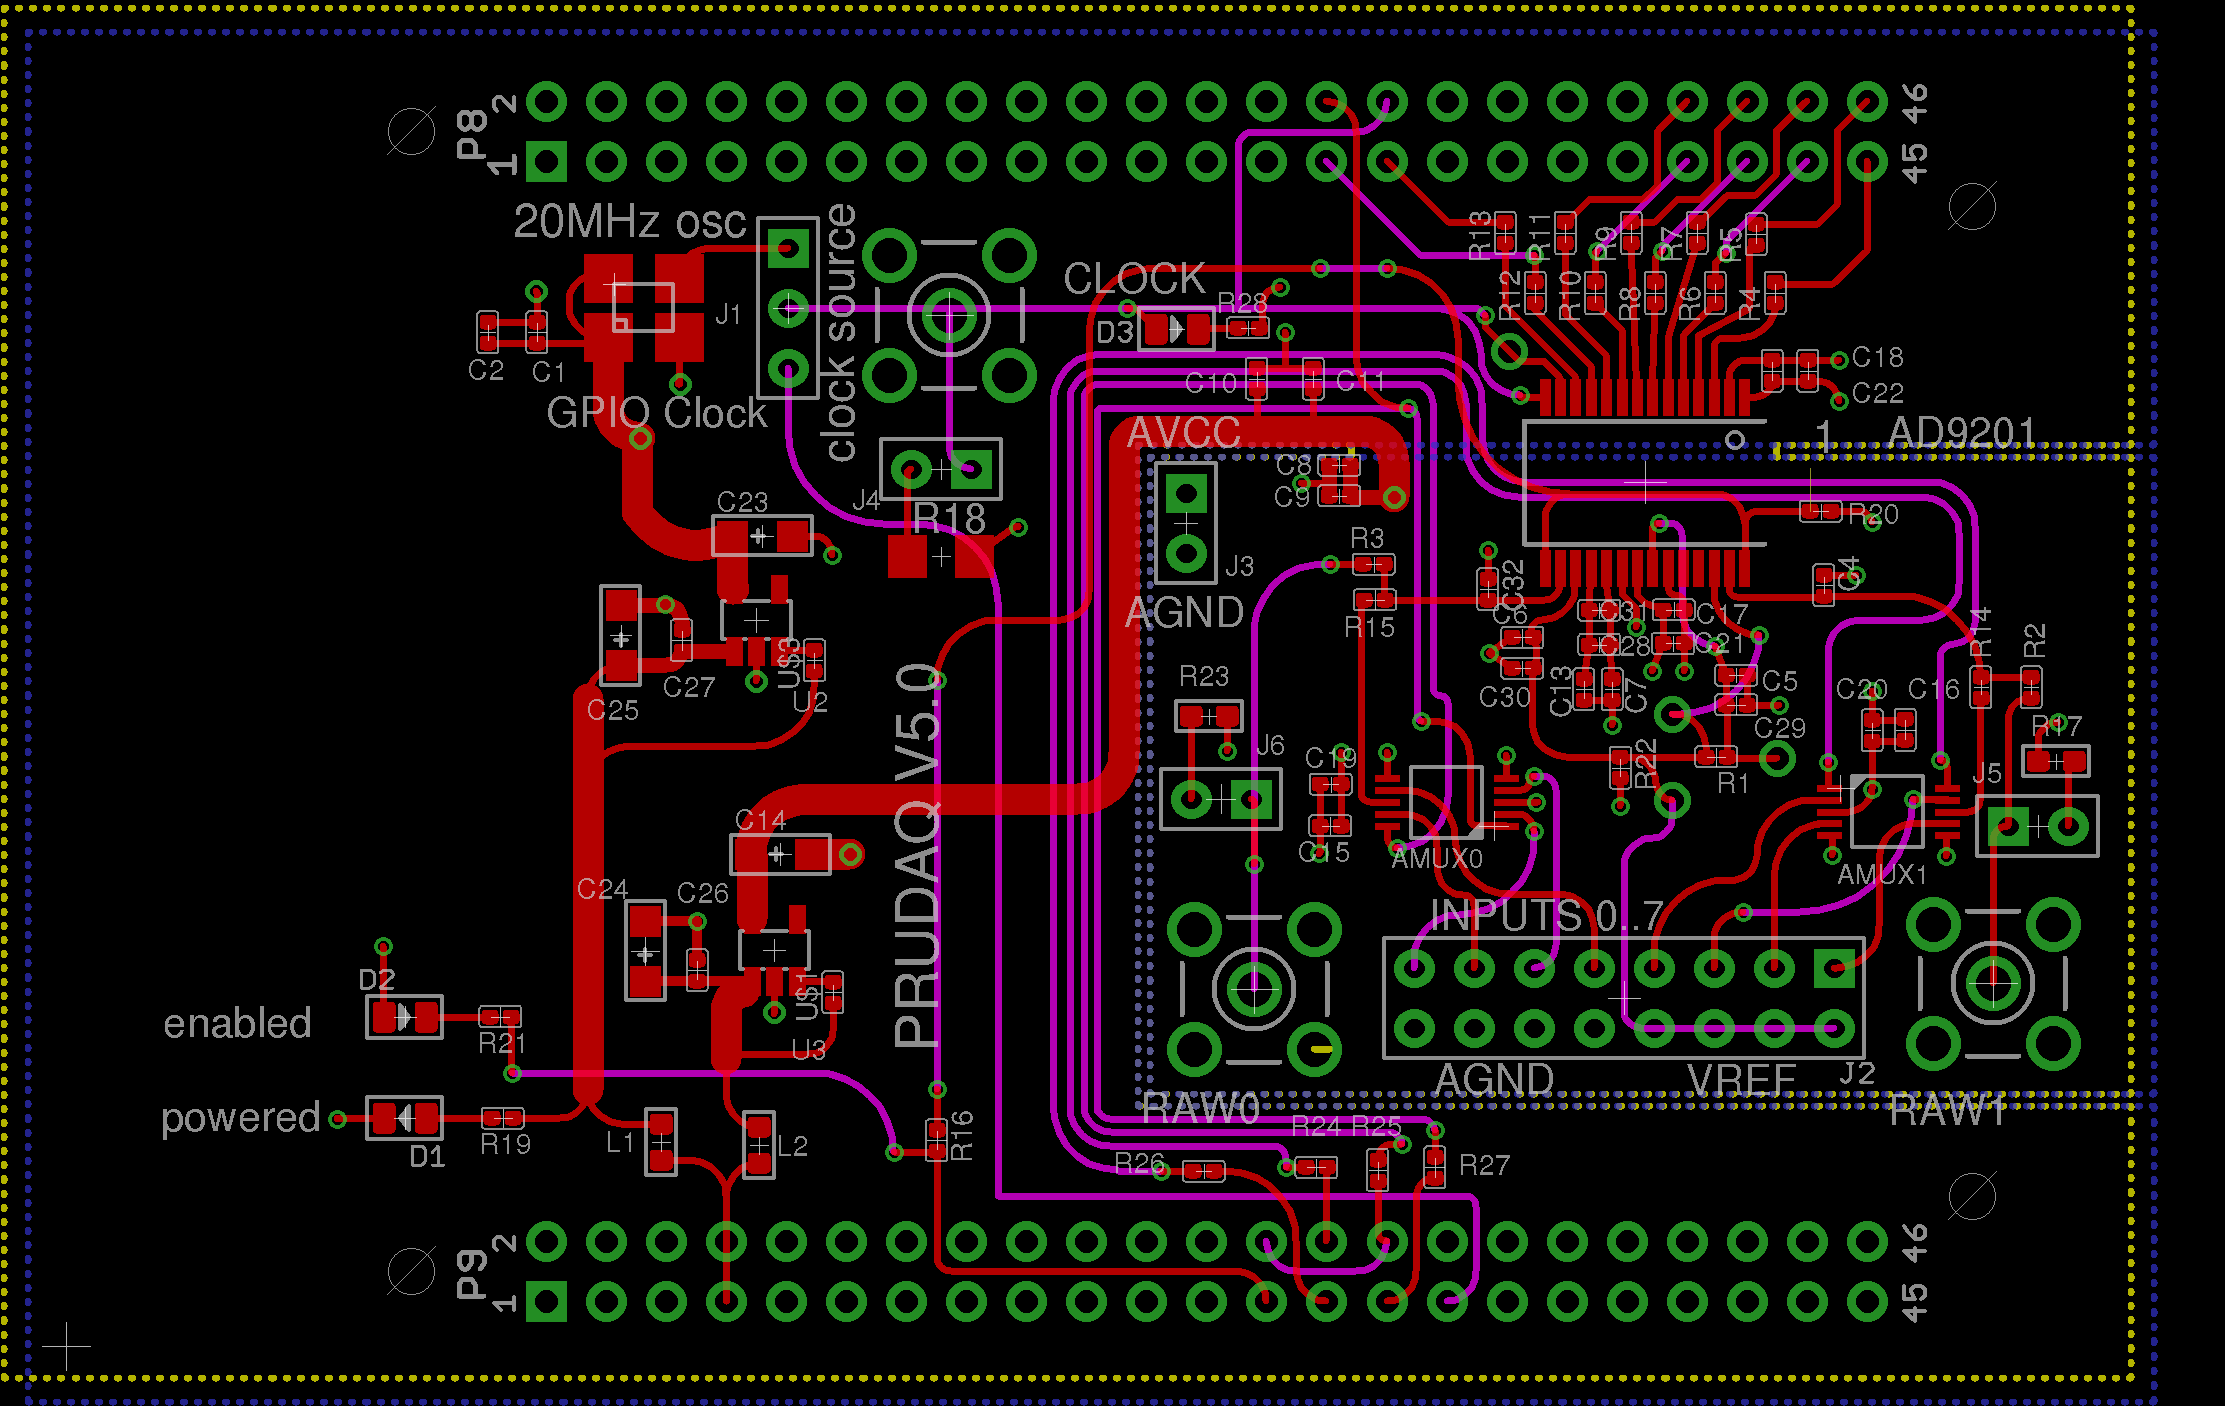 P8
2
1
46
45
20MHz osc
clock source
CLOCK
J1
C2
C1
GPIO Clock
D3
R28
C10
C11
R13
R11
R9
R7
R5
R12
R10
R8
R6
R4
C18
C22
AVCC
1
AD9201
C8
C9
J4
R18
C23
J3
AGND
R3
R15
C32
C6
C31
C17
C28
C21
C30
C13
C7
C5
C29
R20
C4
R14
R2
C20
C16
R17
C27
C25
US3
U2
R23
J6
C19
C15
AMUX0
R22
R1
J5
AMUX1
PRUDAQ V5.0
C14
C24
C26
US1
U3
INPUTS 0..7
D2
enabled
R21
powered
D1
R19
L1
L2
R16
RAW0
AGND
VREF
J2
RAW1
R24
R25
R26
R27
P9
2
1
46
45